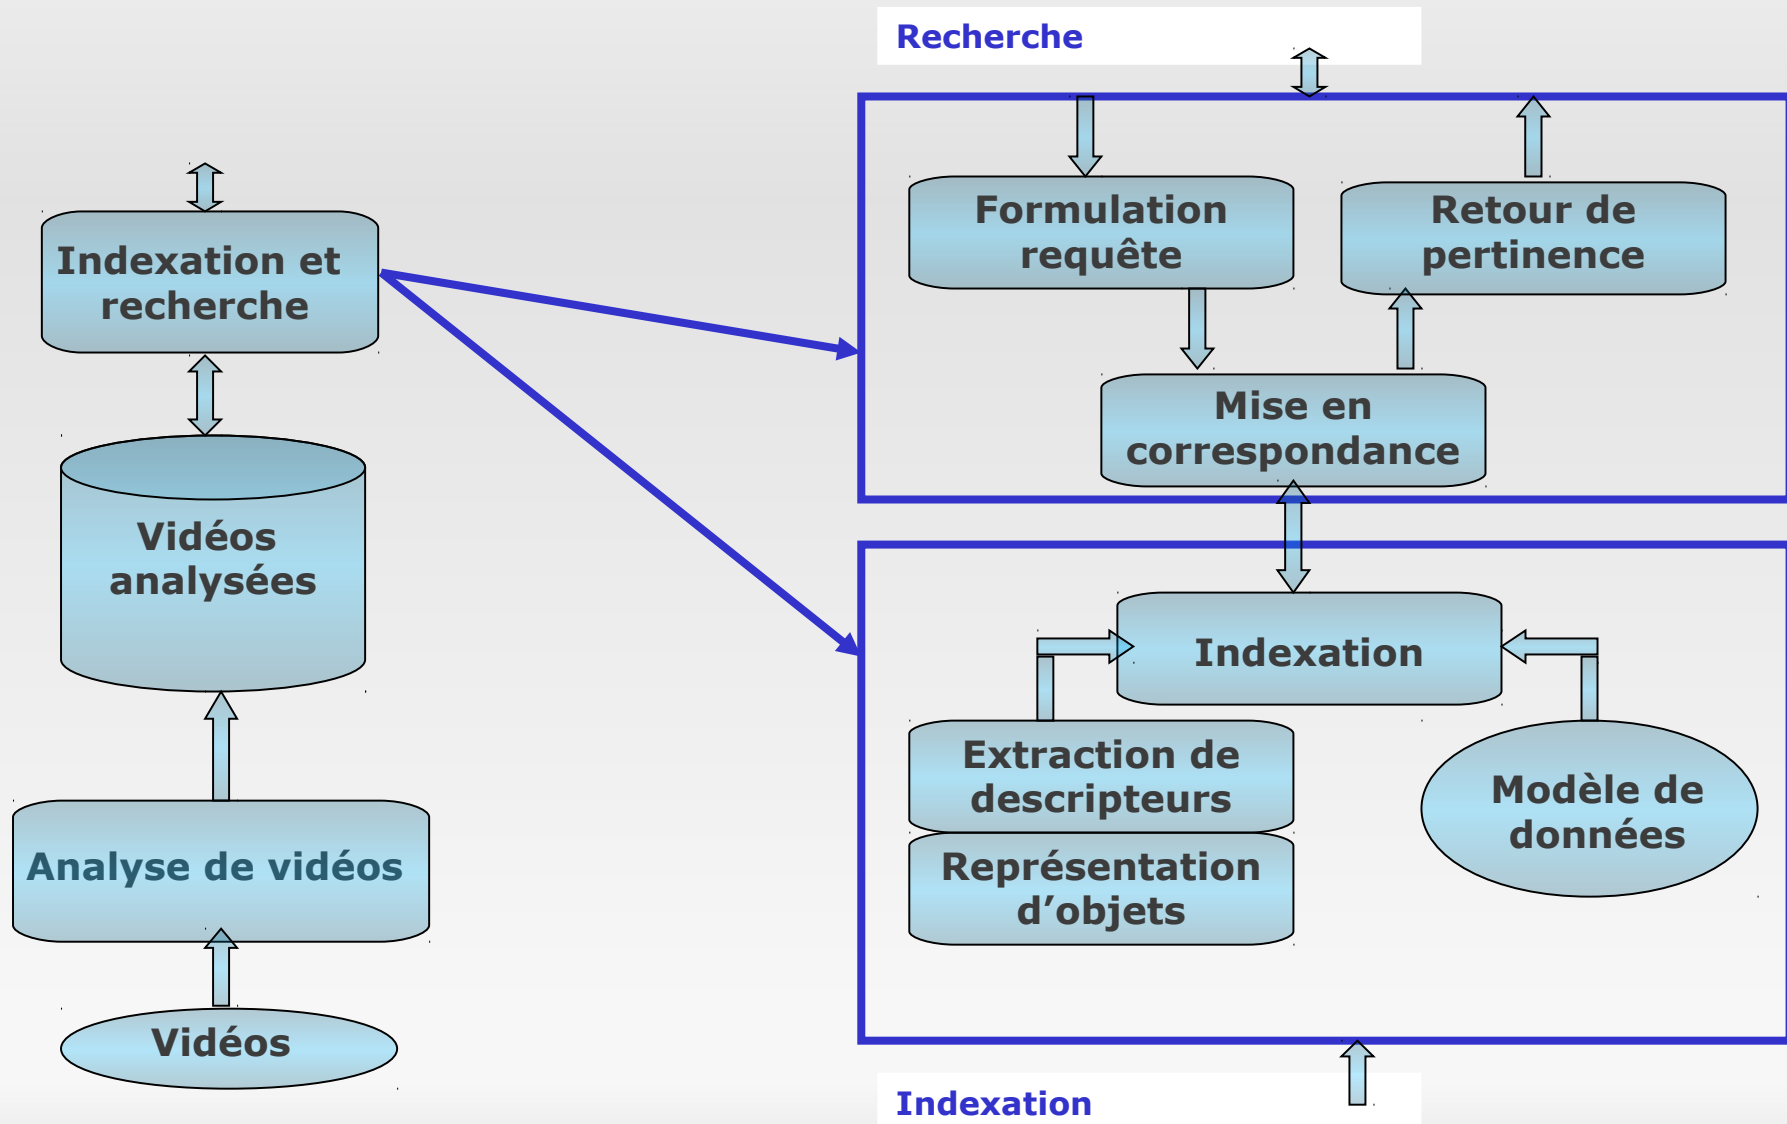 Recherche
Indexation et
recherche
Vidéos
analysées
Analyse de vidéos
Vidéos
Formulation
requête
Retour de
pertinence
Mise en
correspondance
Indexation
Extraction de
descripteurs
Représentation
d’objets
Modèle de
données
Indexation